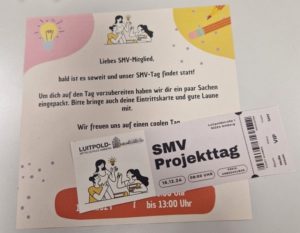 Liebes SMV-Mitglied,
bald ist es soweit und unser SMV-Tag findet statt!
Um dich auf den Tag vorzubereiten haben wir dir ein paar Sachen
eingepackt. Bitte bringe auch deine Eintrittskarte und gute Laune
mit.
Wir freuen uns auf einen coolen Tag
LUITPOLD-
SMV
Projekttag
VIP
bis 13:00 Uhr